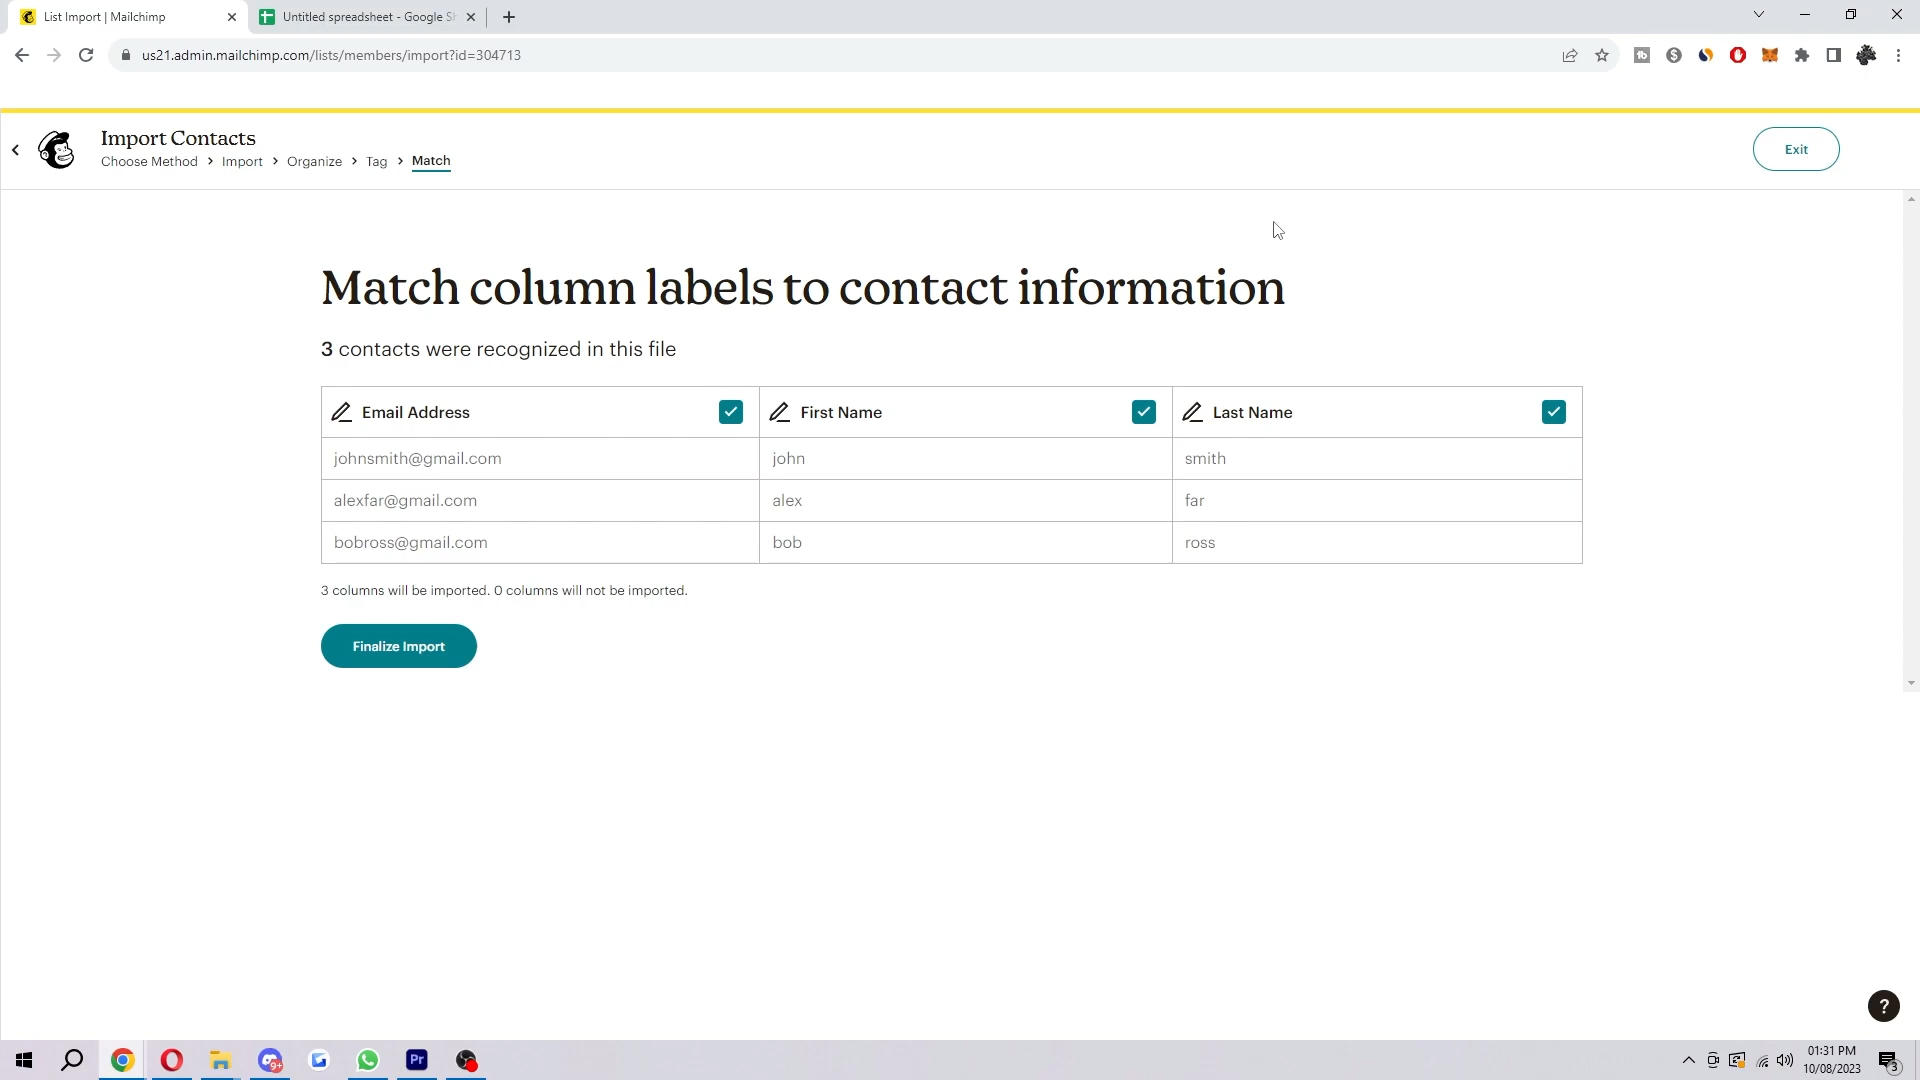 List Import | Mailchimp
Untitled spreadsheet - Google Sh
us21.admin.mailchimp.com/lists/members/import?id=304713
Import Contacts
Choose Method > Import > Organize > Tag > Match
Exit
Match column labels to contact information
3 contacts were recognized in this file
Email Address First Name Last Name
johnsmith@gmail.com john smith
alexfar@gmail.com alex far
bobross@gmail.com bob ross
3 columns will be imported. 0 columns will not be imported.
Finalize Import
?
9+
Pr
01:31 PM
10/08/2023
3